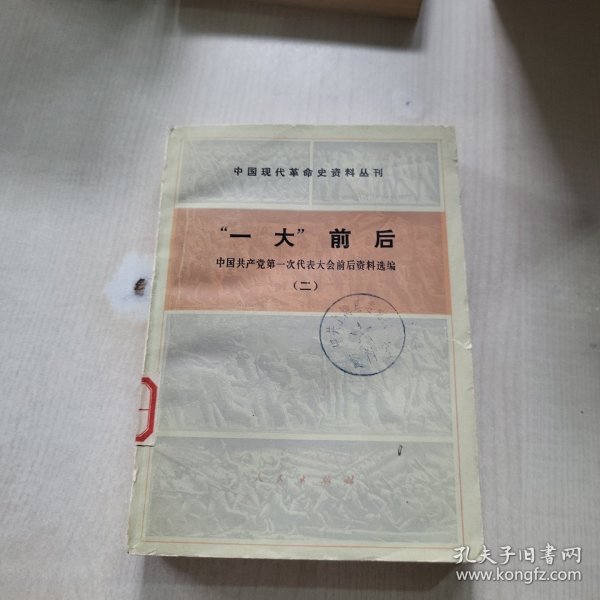 中国现代革命史资料丛刊
“一大”前后
中国共产党第一次代表大会前后资料选编
（二）
人民出版社
孔夫子旧书网
www.kongfz.com